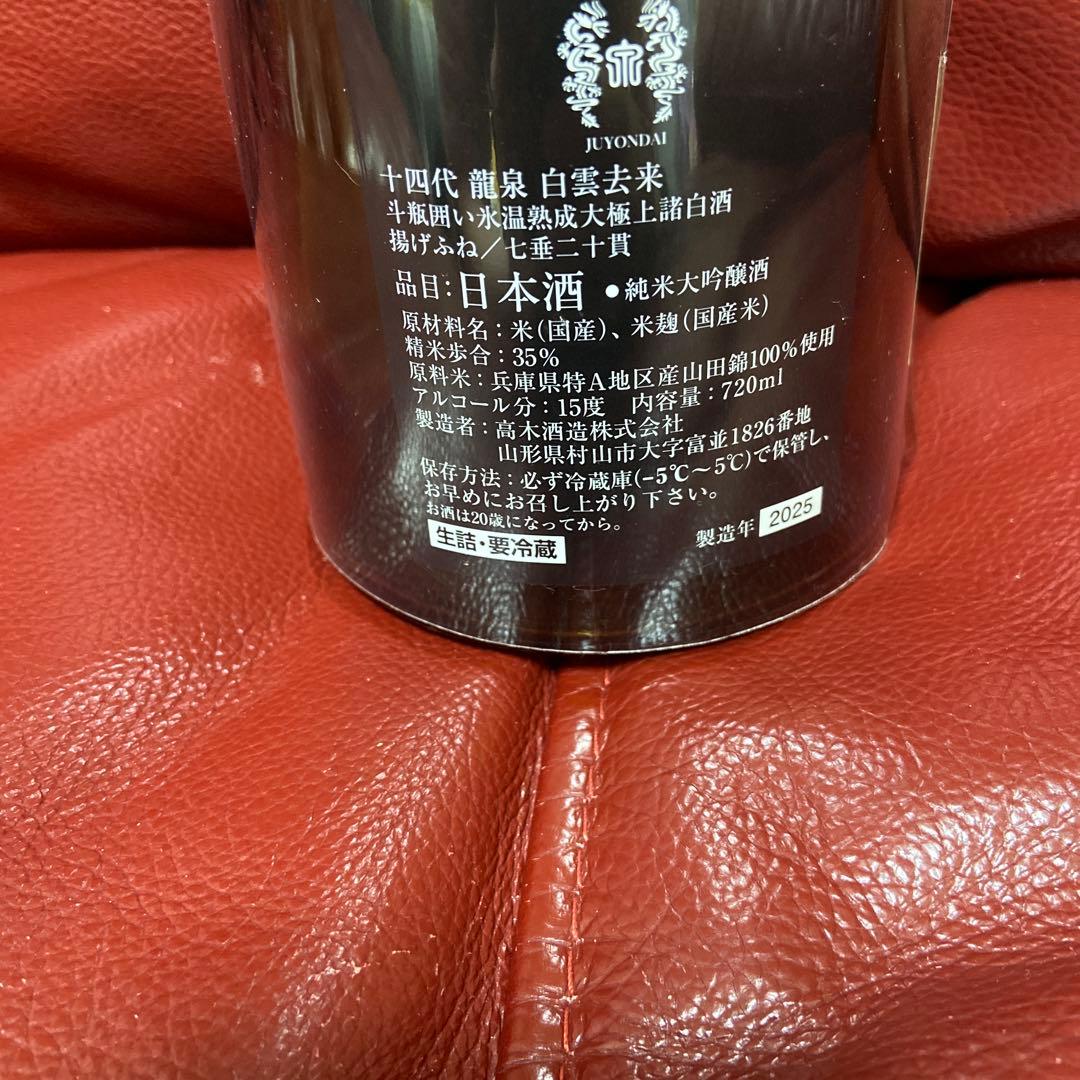 泉
JUYONDAI
十四代 龍泉 白雲去来
斗瓶囲い氷温熟成大極上諸白酒
揚げふね/七垂二十貫
品目:日本酒 ●純米大吟醸酒
原材料名:米(国産)、米麹(国産米)
精米歩合:35%
原料米:兵庫県特A地区産山田錦100%使用
アルコール分:15度 内容量:720ml
製造者:高木酒造株式会社
山形県村山市大字富並1826番地
保存方法:必ず冷蔵庫(-5℃〜5℃)で保管し、
お早めにお召し上がり下さい。
お酒は20歳になってから。
生詰・要冷蔵
製造年 2025